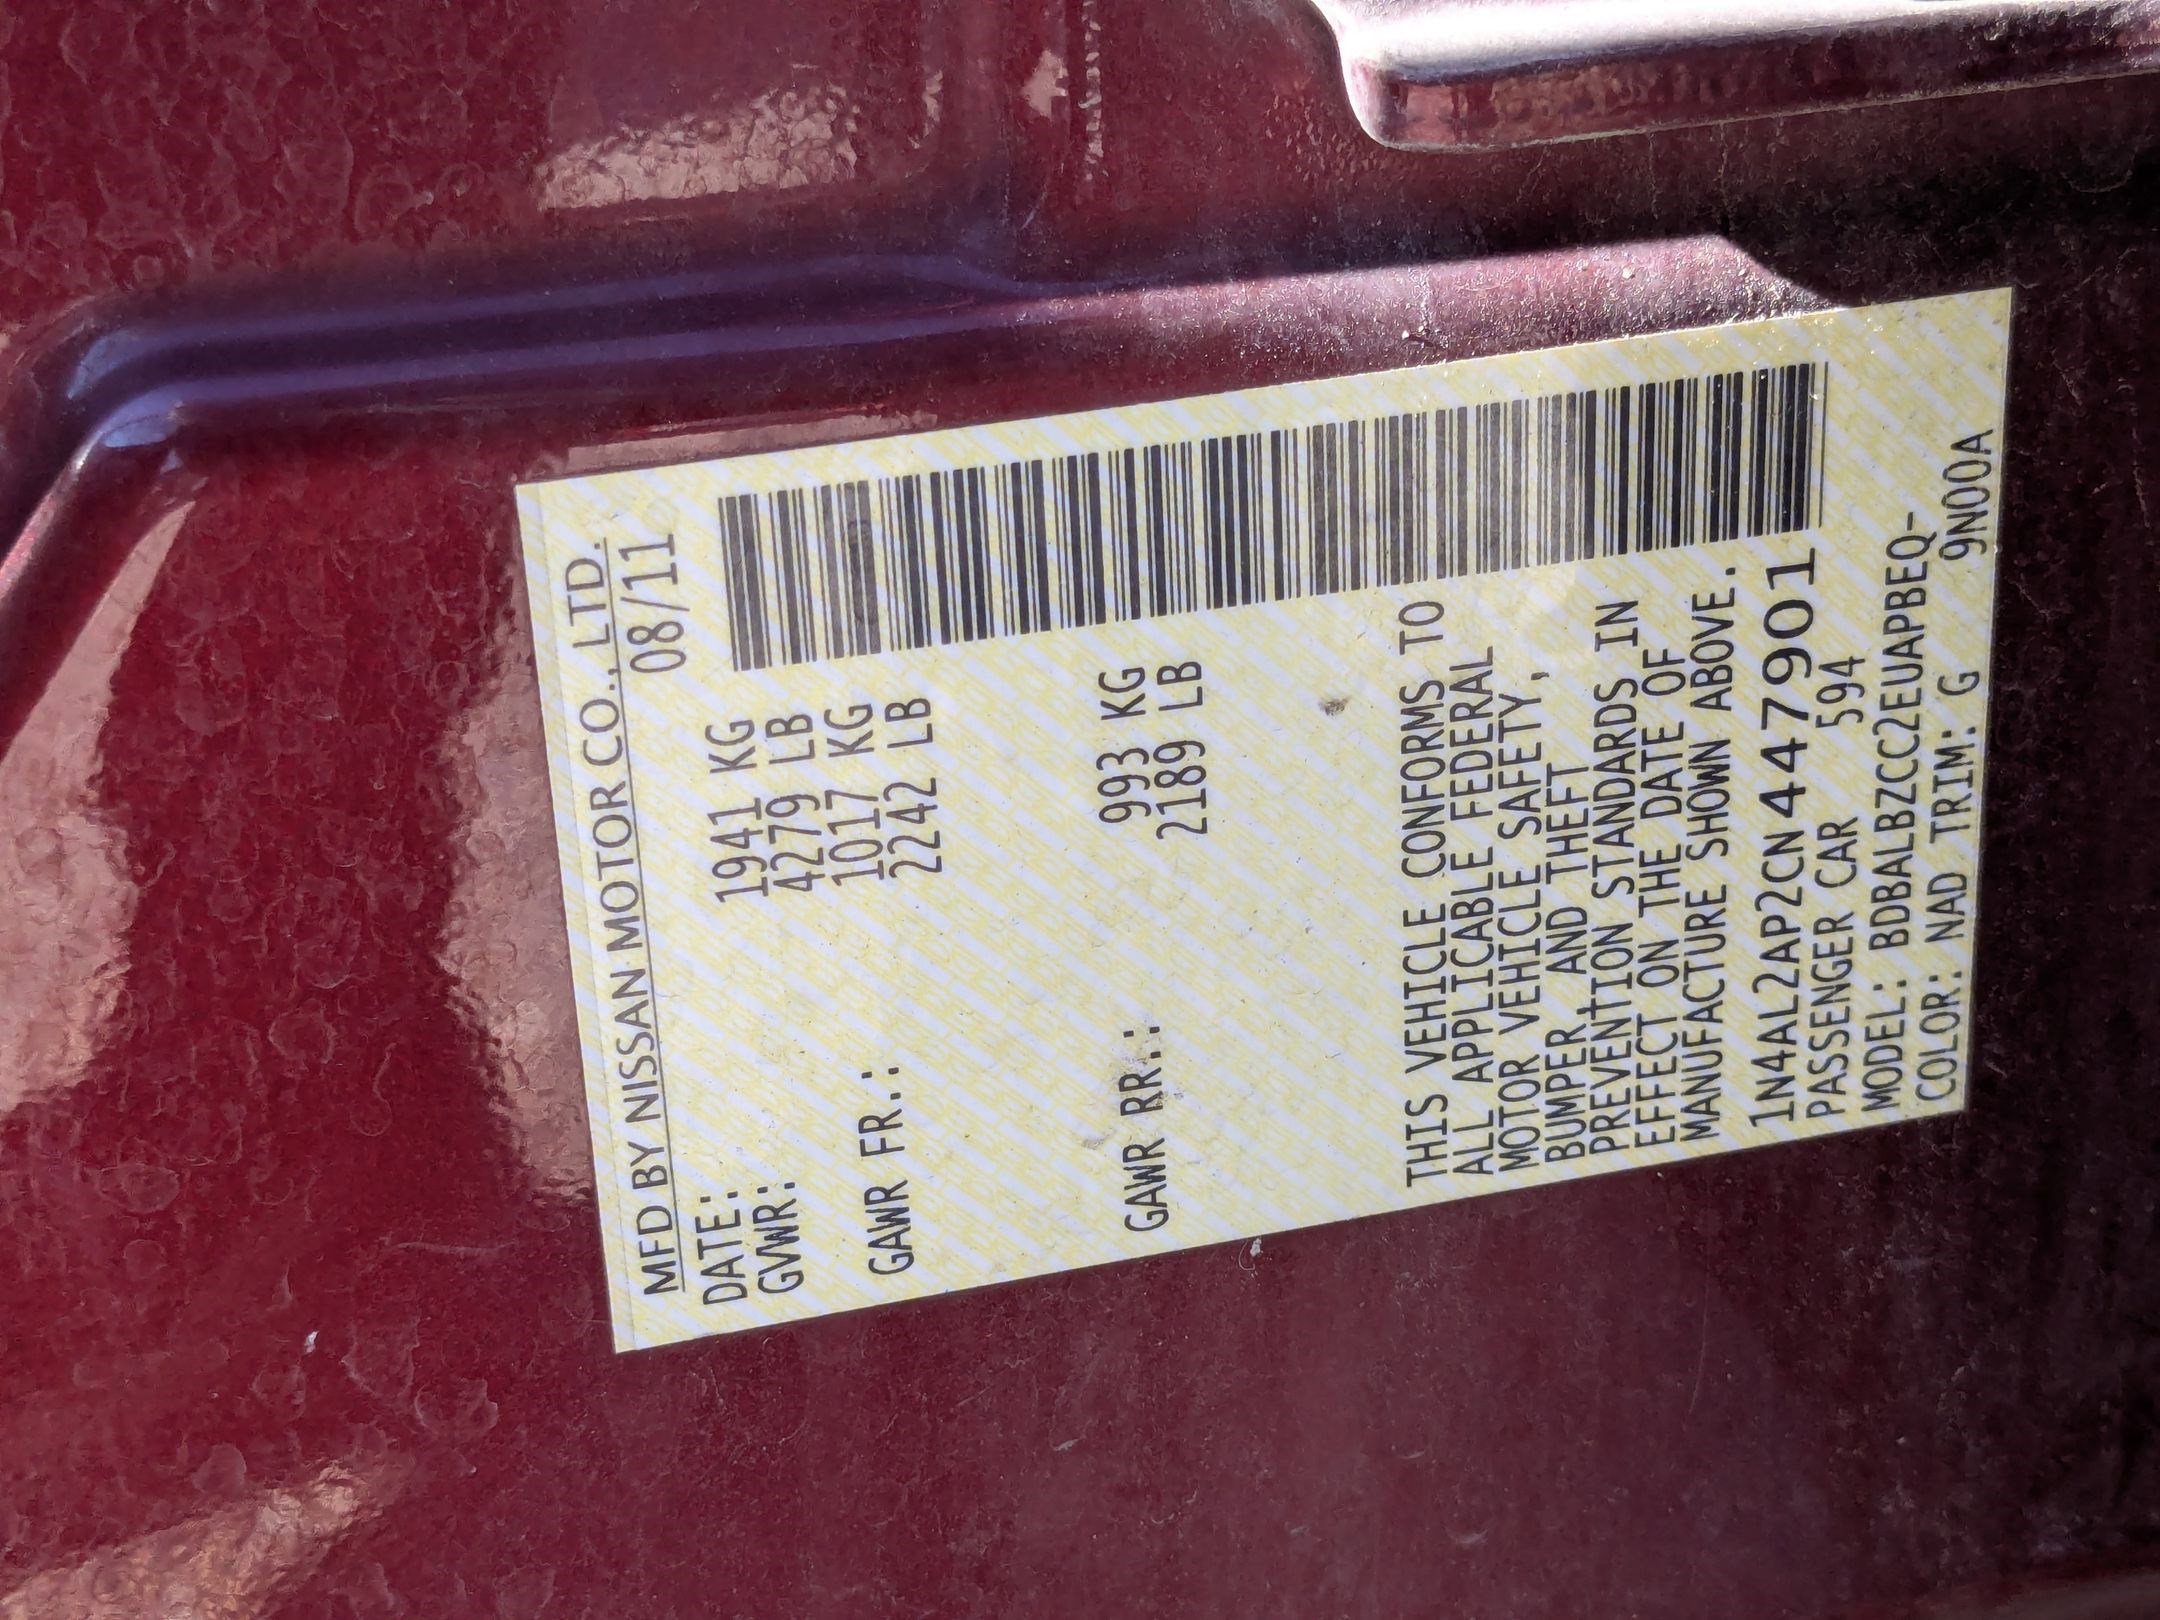 MFD BY NISSAN MOTOR CO., LTD.
DATE: 08/11
GVWR: 1941 KG
4279 LB
GAWR FR.: 1017 KG
2242 LB
GAWR RR.: 993 KG
2189 LB
THIS VEHICLE CONFORMS TO
ALL APPLICABLE FEDERAL
MOTOR VEHICLE SAFETY,
BUMPER AND THEFT
PREVENTION STANDARDS IN
EFFECT ON THE DATE OF
MANUFACTURE SHOWN ABOVE.
1N4AL2AP2CN447901
PASSENGER CAR 594
MODEL: BDBALBZCC2EUAPBEQ-
COLOR: NAD TRIM: G 9N00A